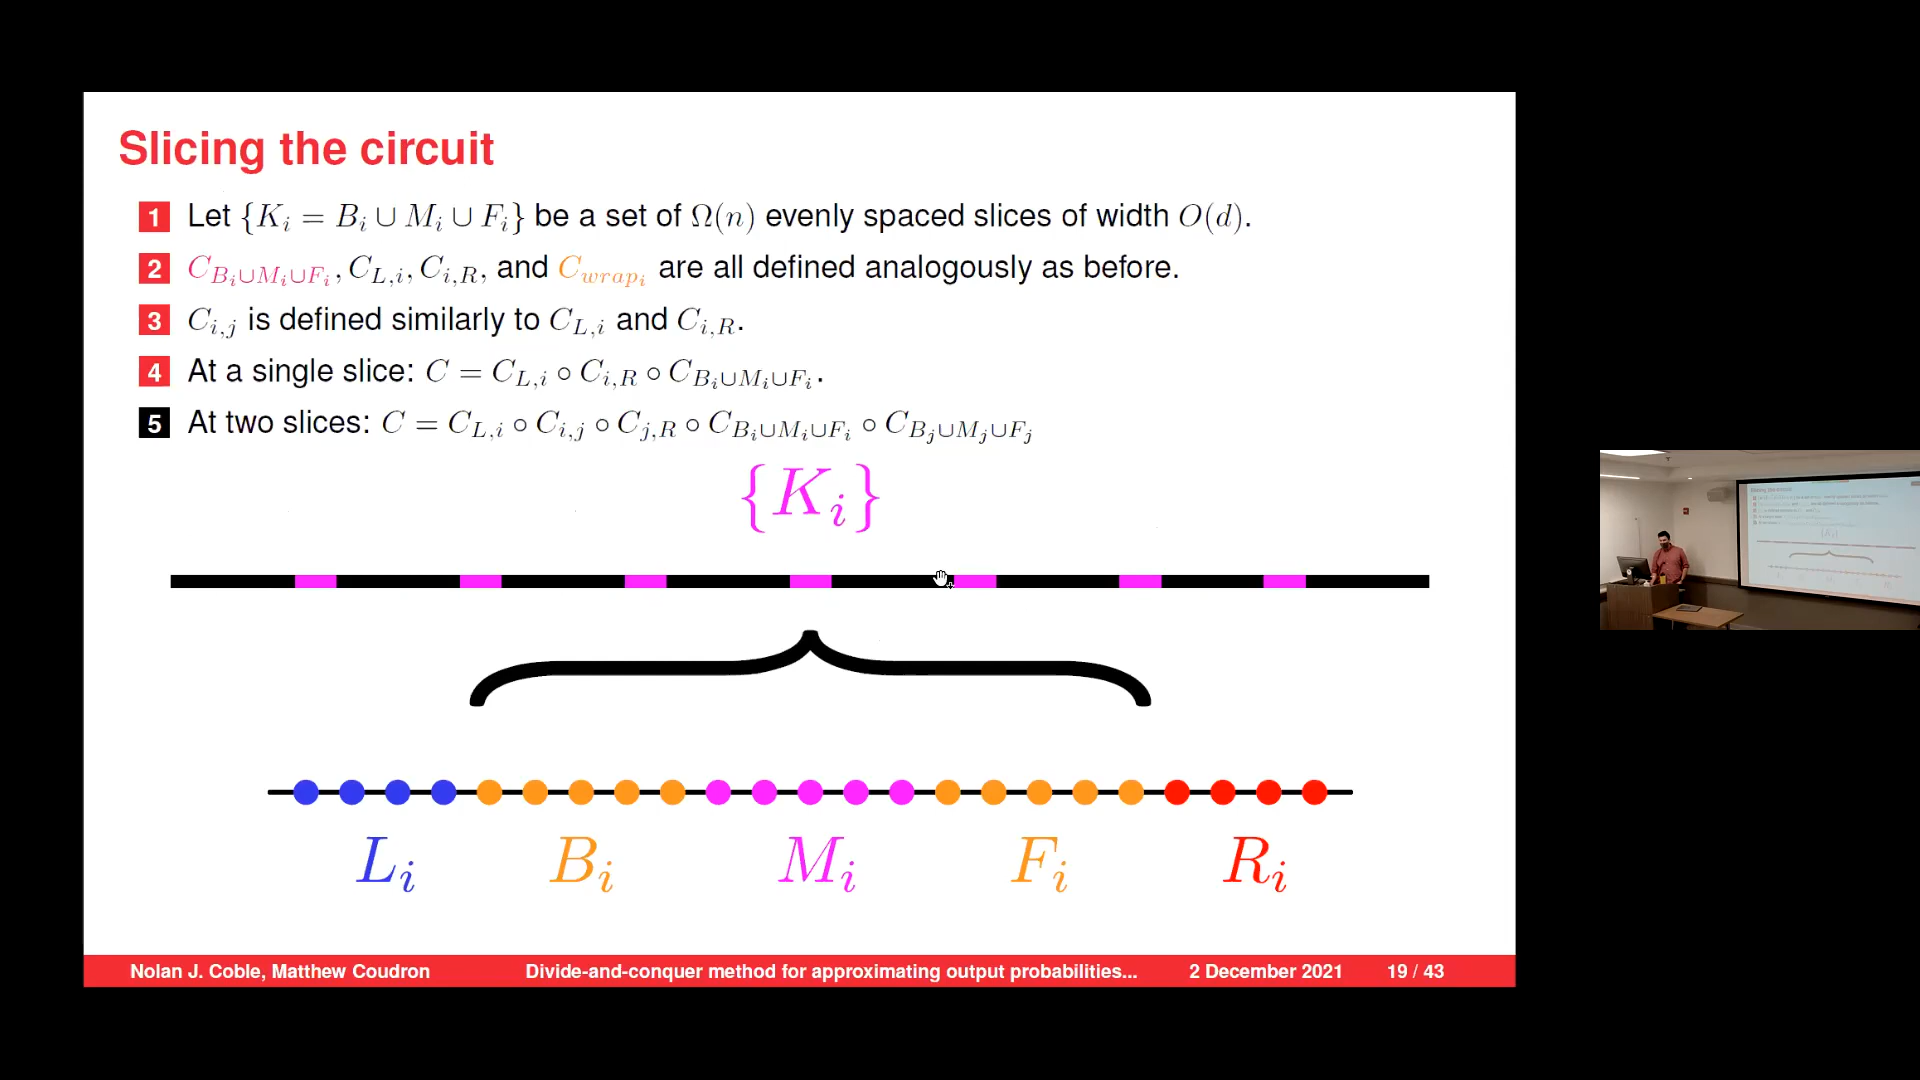 Slicing the circuit
1 Let {K_i = B_i ∪ M_i ∪ F_i} be a set of Ω(n) evenly spaced slices of width O(d).
2 C_{B_i∪M_i∪F_i}, C_{L,i}, C_{i,R}, and C_{wrap_i} are all defined analogously as before.
3 C_{i,j} is defined similarly to C_{L,i} and C_{i,R}.
4 At a single slice: C = C_{L,i} ∘ C_{i,R} ∘ C_{B_i∪M_i∪F_i}.
5 At two slices: C = C_{L,i} ∘ C_{i,j} ∘ C_{j,R} ∘ C_{B_i∪M_i∪F_i} ∘ C_{B_j∪M_j∪F_j}
{K_i}
L_i B_i M_i F_i R_i
Nolan J. Coble, Matthew Coudron Divide-and-conquer method for approximating output probabilities... 2 December 2021 19 / 43